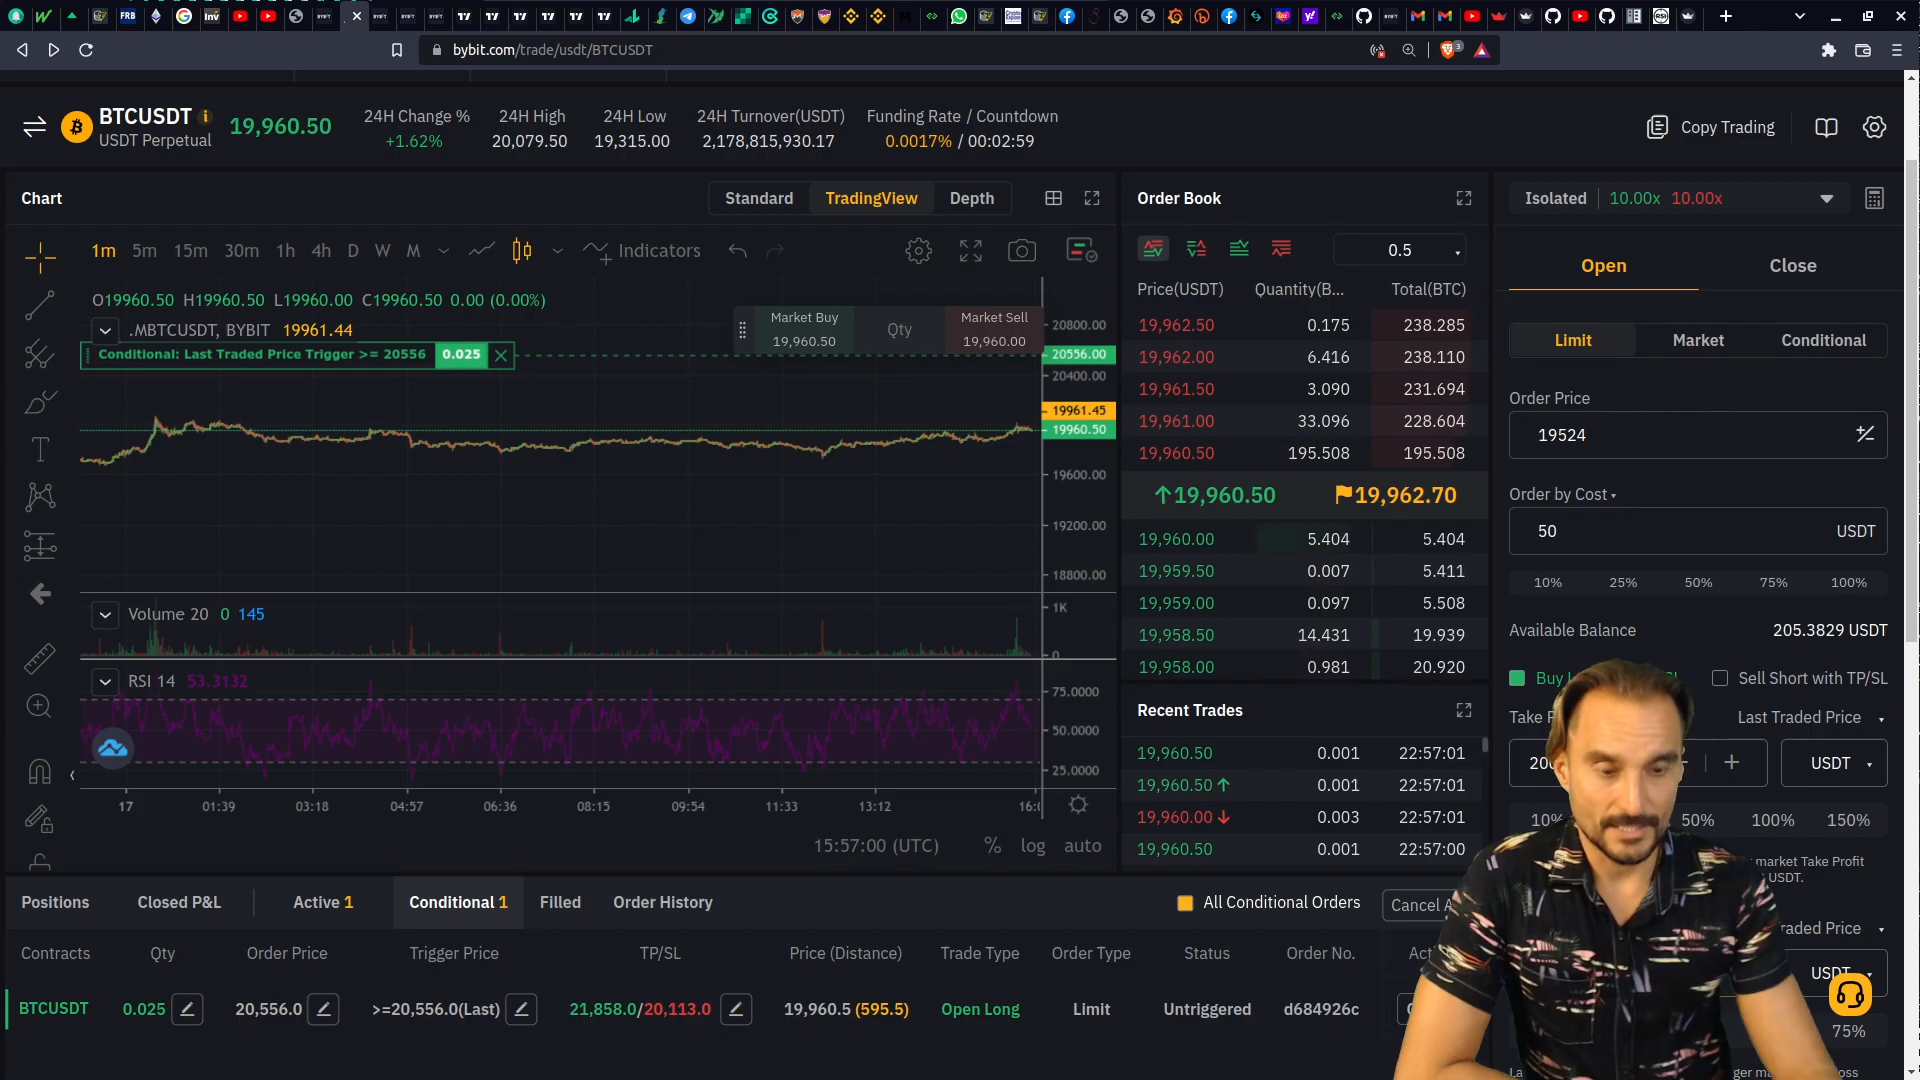 bybit.com/trade/usdt/BTCUSDT
3
BTCUSDT
USDT Perpetual
19,960.50
24H Change %
+1.62%
24H High
20,079.50
24H Low
19,315.00
24H Turnover(USDT)
2,178,815,930.17
Funding Rate / Countdown
0.0017% / 00:02:59
Copy Trading
Chart
Standard
TradingView
Depth
1m 5m 15m 30m 1h 4h D W M
Indicators
O19960.50 H19960.50 L19960.00 C19960.50 0.00 (0.00%)
.MBTCUSDT, BYBIT 19961.44
Conditional: Last Traded Price Trigger >= 20556 0.025
Market Buy
19,960.50
Qty
Market Sell
19,960.00
20800.00
20556.00
20400.00
19961.45
19960.50
19600.00
19200.00
18800.00
Volume 20 0 145
1K
0
RSI 14 53.3132
75.0000
50.0000
25.0000
17 01:39 03:18 04:57 06:36 08:15 09:54 11:33 13:12 16:0
15:57:00 (UTC) % log auto
Order Book
0.5
Price(USDT) Quantity(B... Total(BTC)
19,962.50 0.175 238.285
19,962.00 6.416 238.110
19,961.50 3.090 231.694
19,961.00 33.096 228.604
19,960.50 195.508 195.508
19,960.50 19,962.70
19,960.00 5.404 5.404
19,959.50 0.007 5.411
19,959.00 0.097 5.508
19,958.50 14.431 19.939
19,958.00 0.981 20.920
Recent Trades
19,960.50 0.001 22:57:01
19,960.50 0.001 22:57:01
19,960.00 0.003 22:57:01
19,960.50 0.001 22:57:00
Isolated 10.00x 10.00x
Open
Close
Limit Market Conditional
Order Price
19524
Order by Cost
50 USDT
10% 25% 50% 75% 100%
Available Balance 205.3829 USDT
Buy
Sell Short with TP/SL
Take
Last Traded Price
USDT
10% 50% 100% 150%
market Take Profit
USDT.
Price
USDT
75%
Positions
Closed P&L
Active 1
Conditional 1
Filled
Order History
All Conditional Orders
Cancel
Contracts Qty Order Price Trigger Price TP/SL Price (Distance) Trade Type Order Type Status Order No.
BTCUSDT 0.025 20,556.0 >=20,556.0(Last) 21,858.0/20,113.0 19,960.5 (595.5) Open Long Limit Untriggered d684926c